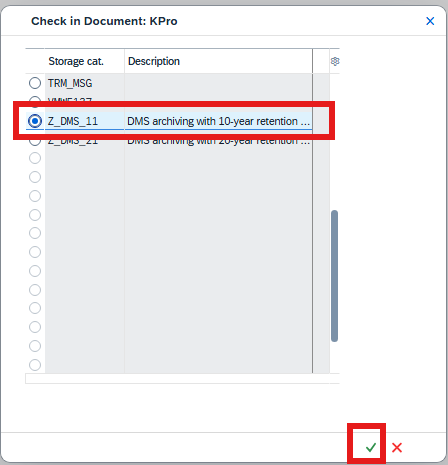 Check in Document: KPro
Storage cat. Description
TRM_MSG
Z_DMS_11 DMS archiving with 10-year retention ...
Z_DMS_21 DMS archiving with 20-year retention ...